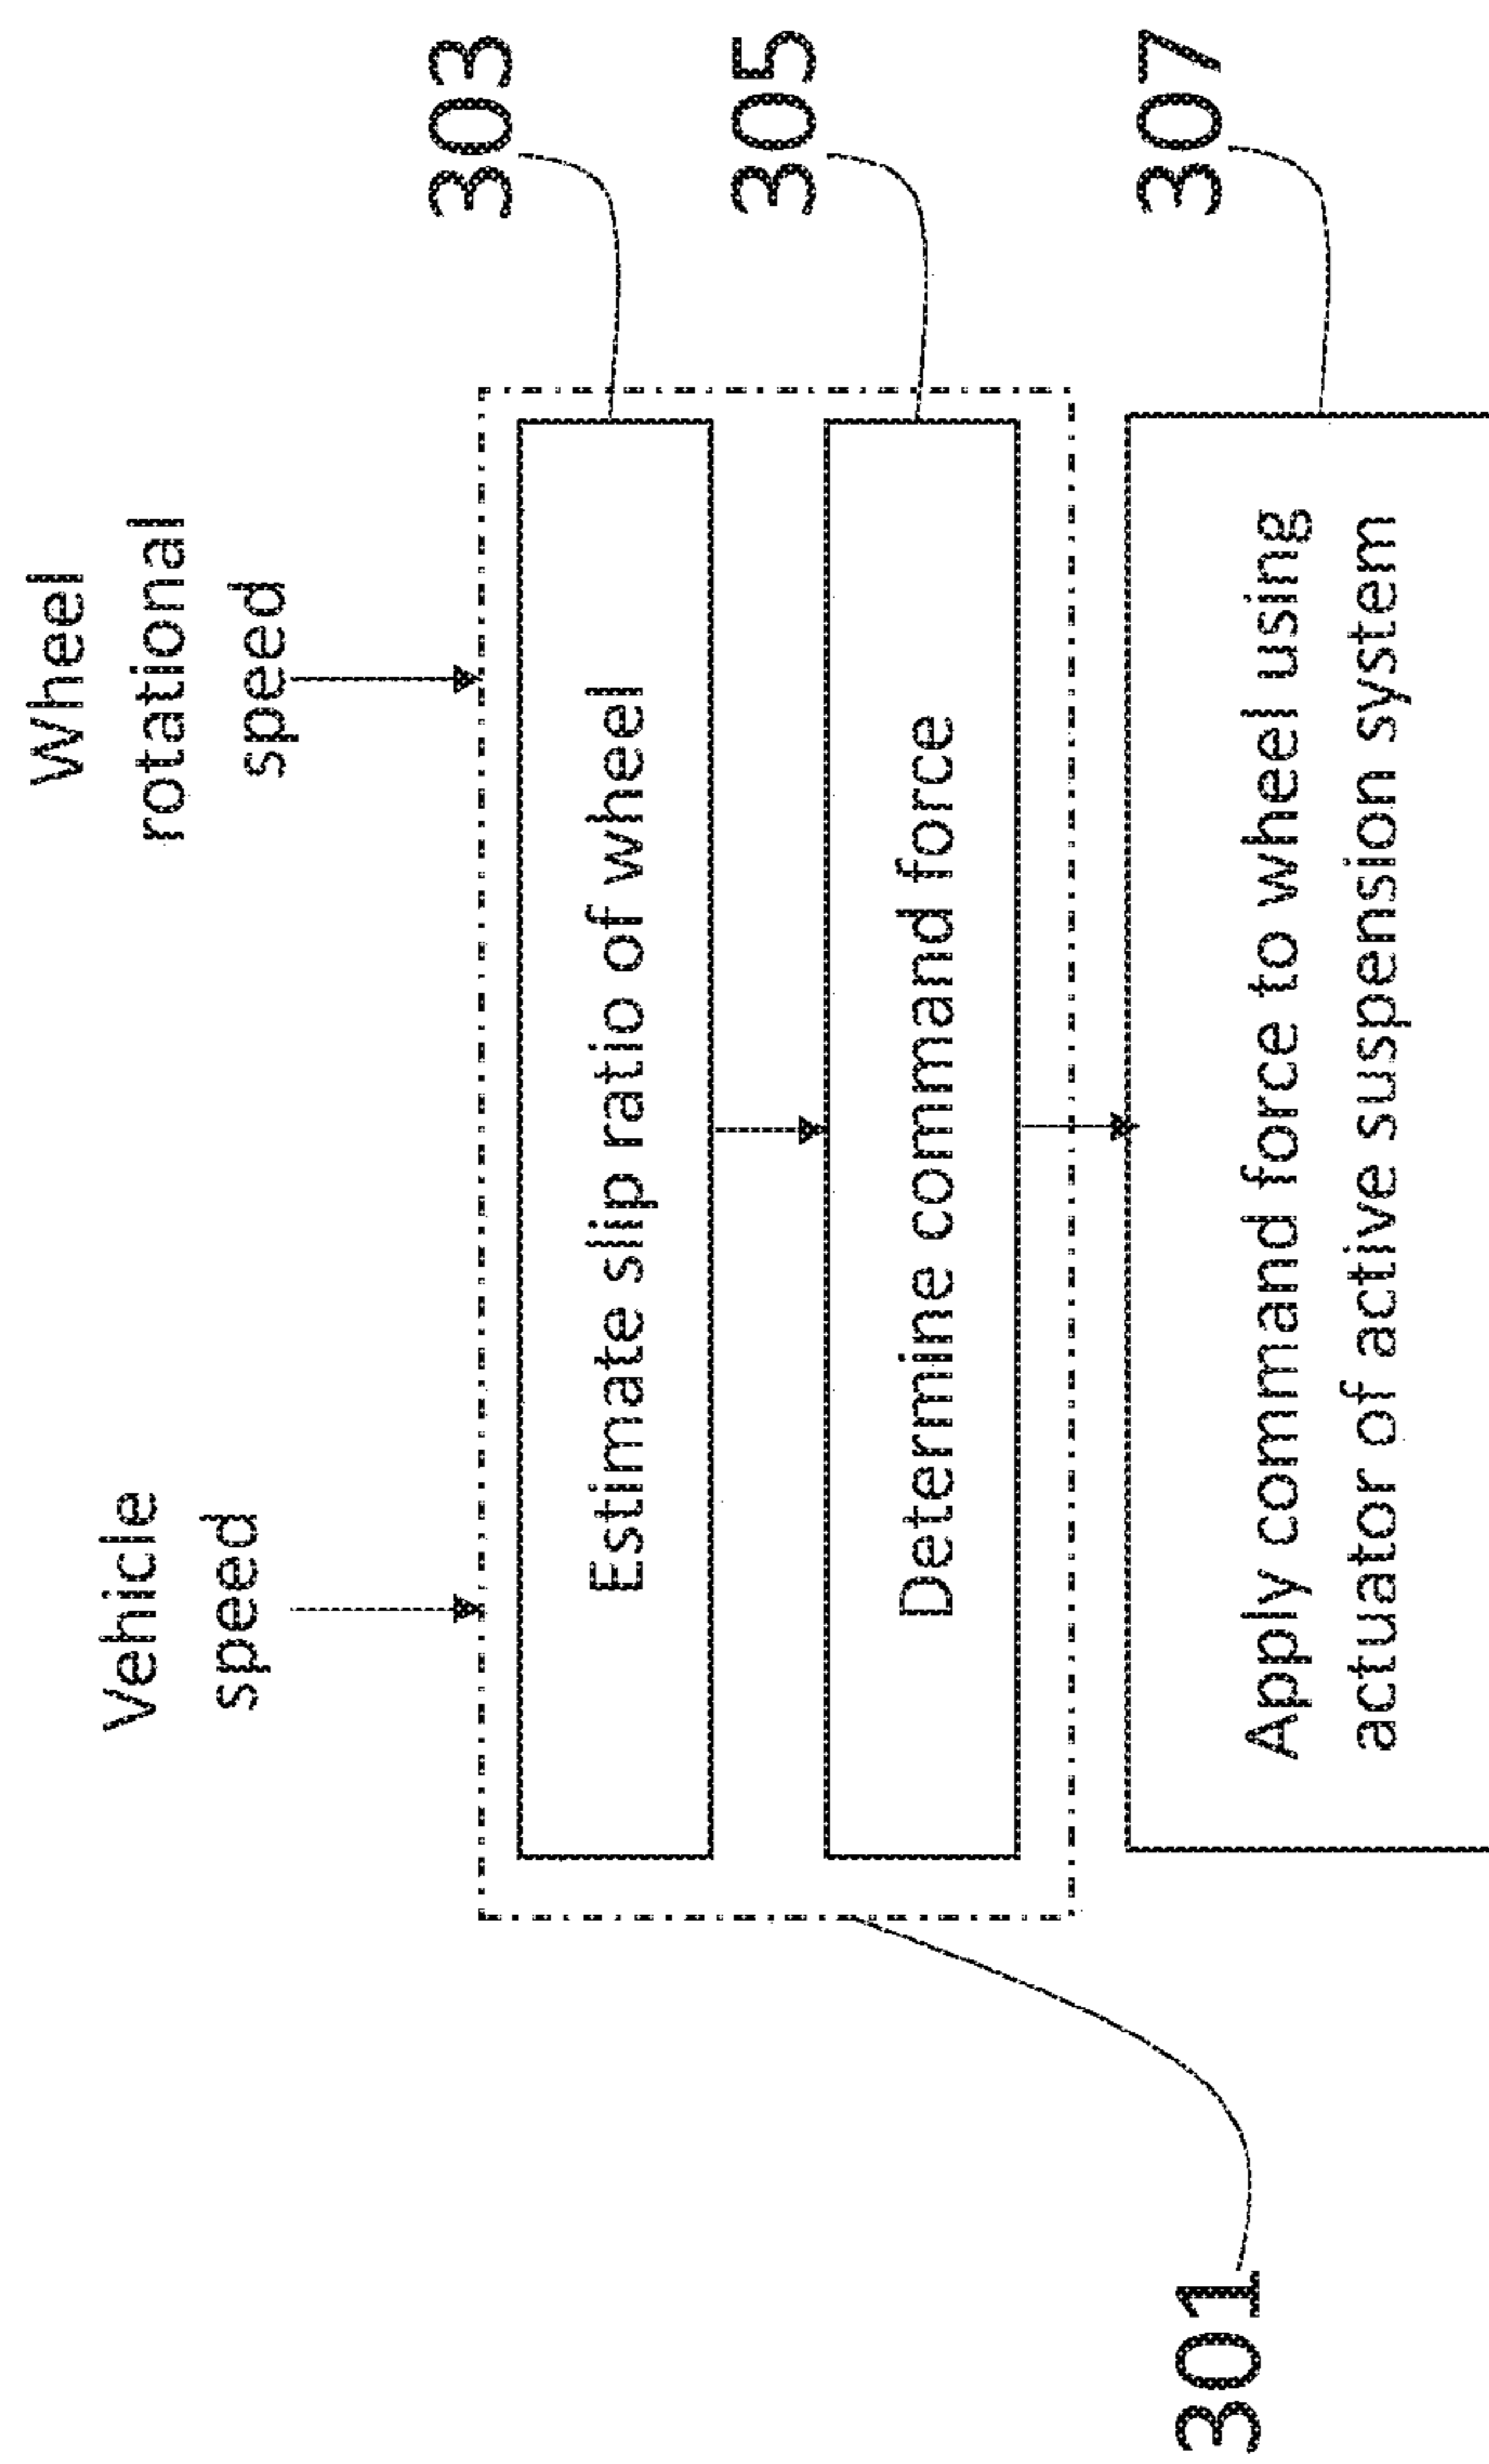 Vehicle
speed
Wheel
rotational
speed
303
Estimate slip ratio of wheel
305
Determine command force
307
Apply command force to wheel using
actuator of active suspension system
301